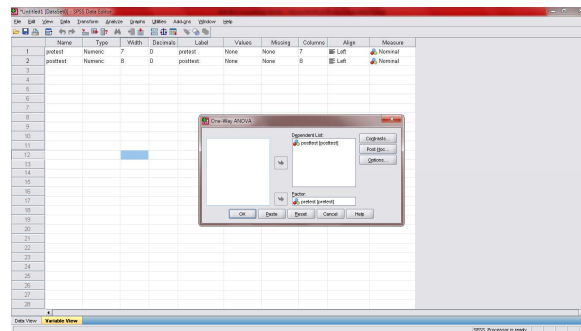 *Untitled1 [DataSet0] - SPSS Data Editor
File Edit View Data Transform Analyze Graphs Utilities Add-ons Window Help
Name Type Width Decimals Label Values Missing Columns Align Measure
1 pretest Numeric 7 0 pretest None None 7 Left Nominal
2 posttest Numeric 8 0 posttest None None 8 Left Nominal
3
4
5
6
7
8
9
10
11
12
13
14
15
16
17
18
19
20
21
22
23
24
25
26
27
28
One-Way ANOVA
Dependent List:
posttest [posttest]
Contrasts...
Post Hoc...
Options...
Factor:
pretest [pretest]
OK Paste Reset Cancel Help
Data View Variable View
SPSS Processor is ready